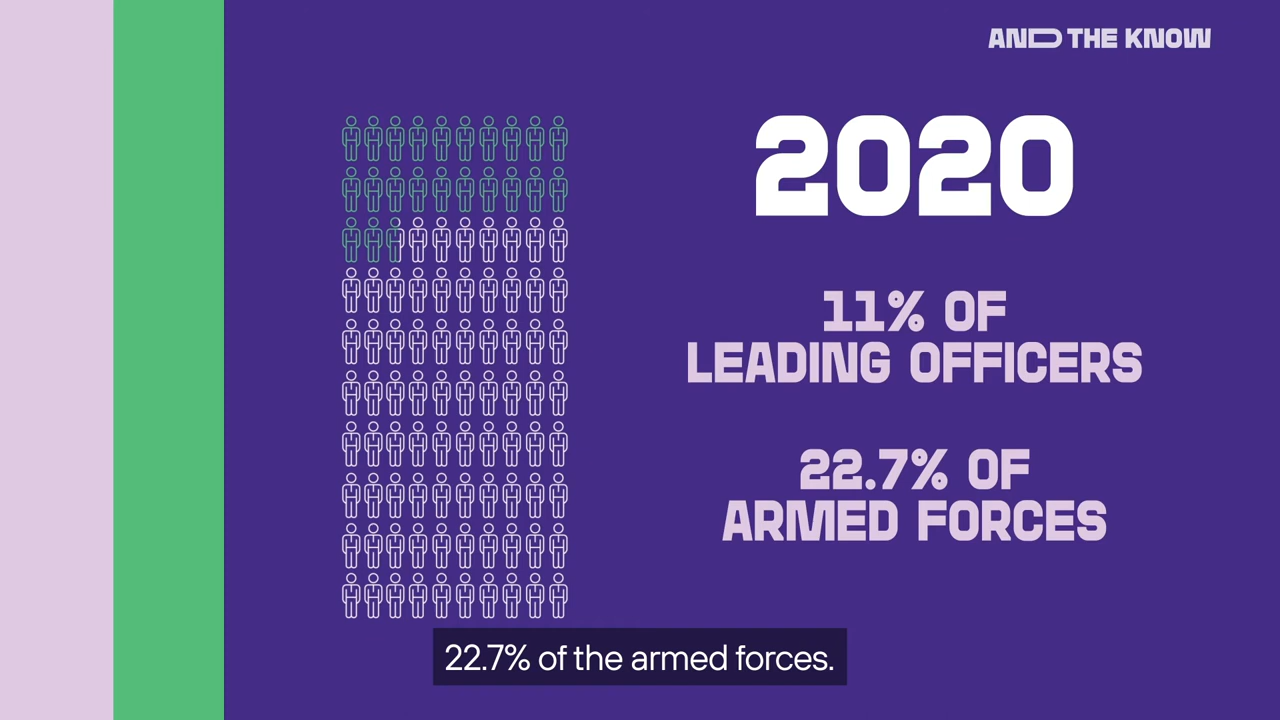 AND THE KNOW
2020
11% OF
LEADING OFFICERS
22.7% OF
ARMED FORCES
22.7% of the armed forces.